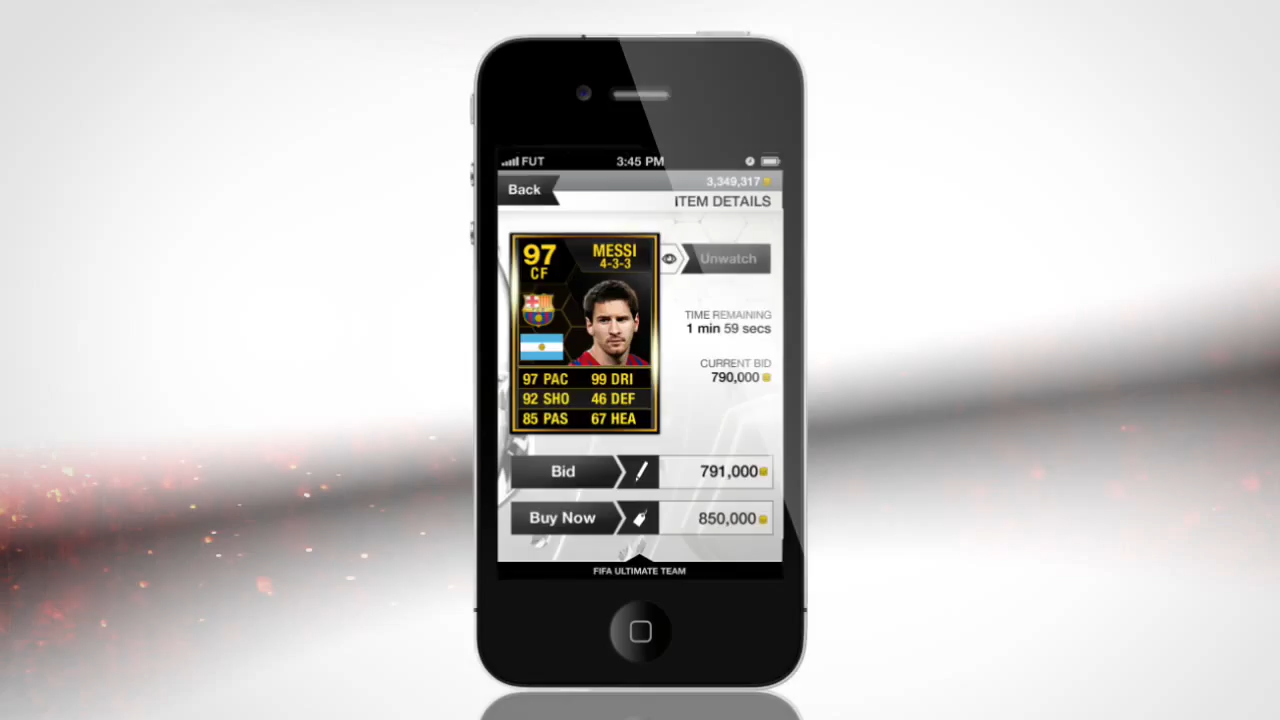 FUT 3:45 PM
3,349,317
Back
ITEM DETAILS
97 MESSI
CF 4-3-3
Unwatch
TIME REMAINING
1 min 59 secs
CURRENT BID
790,000
97 PAC 99 DRI
92 SHO 46 DEF
85 PAS 67 HEA
Bid 791,000
Buy Now 850,000
FIFA ULTIMATE TEAM